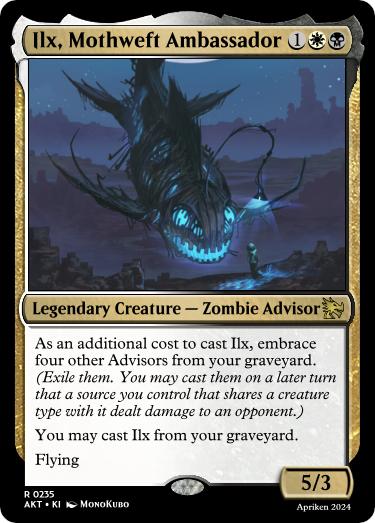 Ilx, Mothweft Ambassador 1
Legendary Creature — Zombie Advisor
As an additional cost to cast Ilx, embrace
four other Advisors from your graveyard.
(Exile them. You may cast them on a later turn
that a source you control that shares a creature
type with it dealt damage to an opponent.)
You may cast Ilx from your graveyard.
Flying
5/3
R 0235
AKT • KI MonoKubo
Apriken 2024